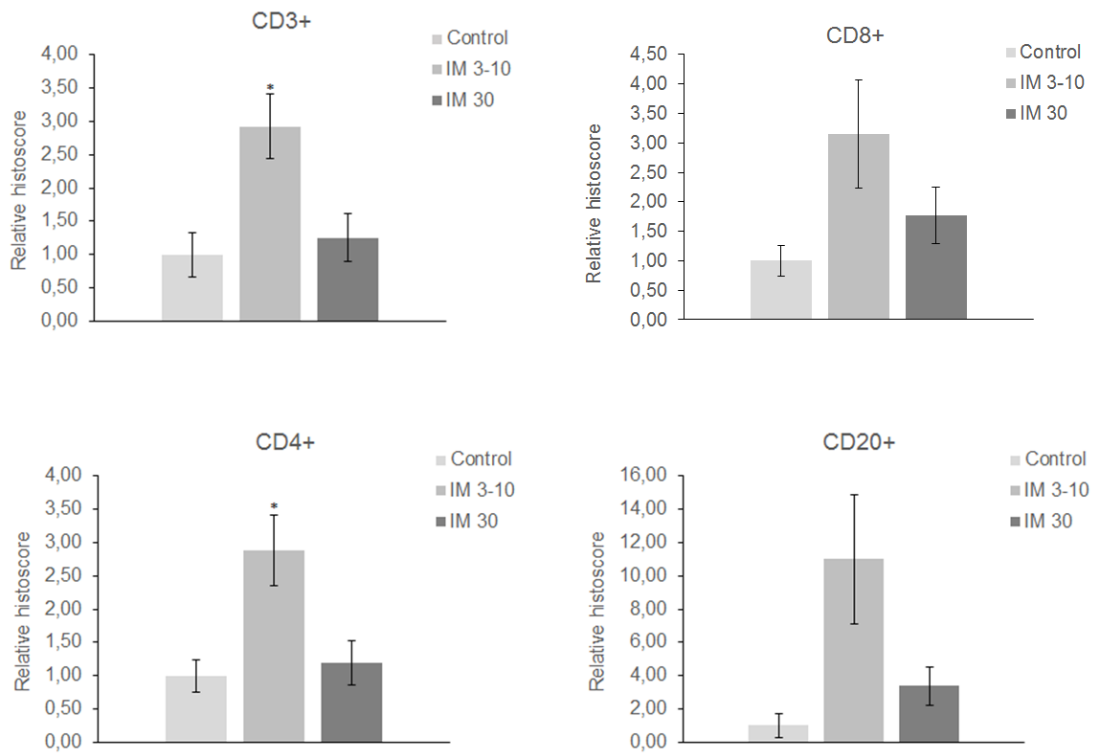 CD3+
Control
IM 3-10
IM 30
Relative histoscore
4,00
3,50
3,00
2,50
2,00
1,50
1,00
0,50
0,00
*
CD8+
Control
IM 3-10
IM 30
Relative histoscore
4,50
4,00
3,50
3,00
2,50
2,00
1,50
1,00
0,50
0,00
CD4+
Control
IM 3-10
IM 30
Relative histoscore
4,00
3,50
3,00
2,50
2,00
1,50
1,00
0,50
0,00
*
CD20+
Control
IM 3-10
IM 30
Relative histoscore
16,00
14,00
12,00
10,00
8,00
6,00
4,00
2,00
0,00